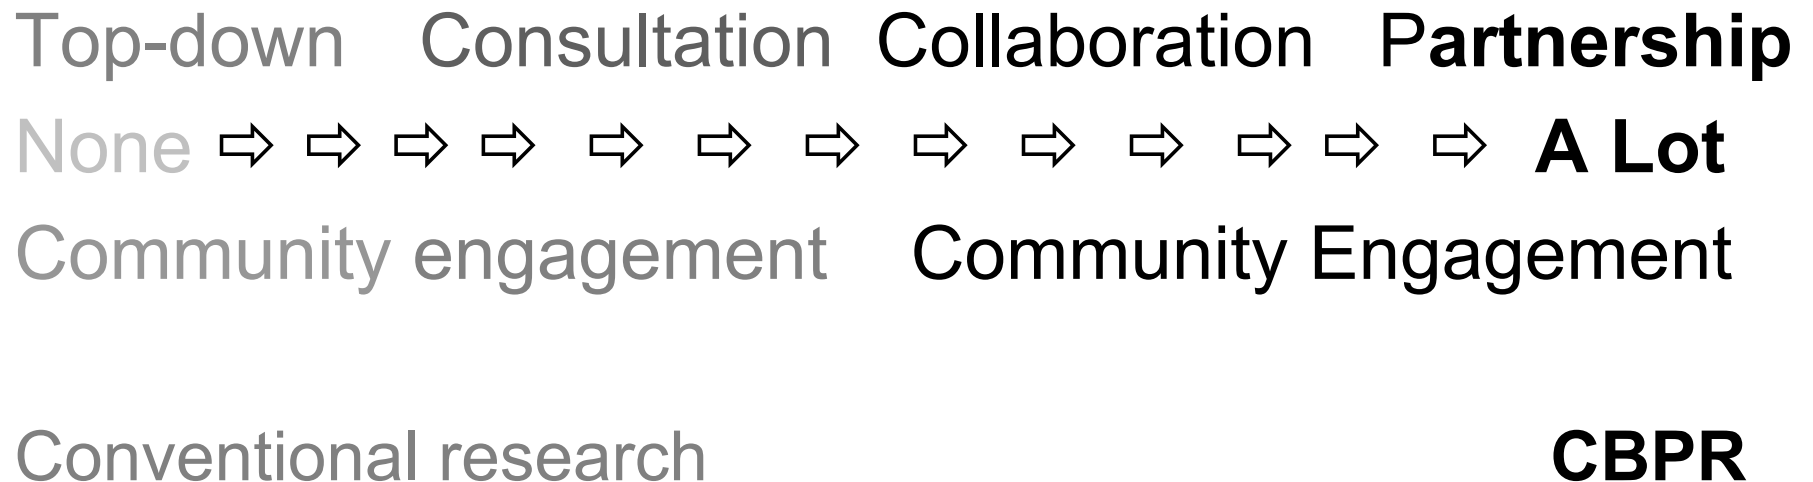 Top-down Consultation Collaboration Partnership
None ⇨ ⇨ ⇨ ⇨ ⇨ ⇨ ⇨ ⇨ ⇨ ⇨ ⇨ ⇨ ⇨ A Lot
Community engagement Community Engagement
Conventional research CBPR